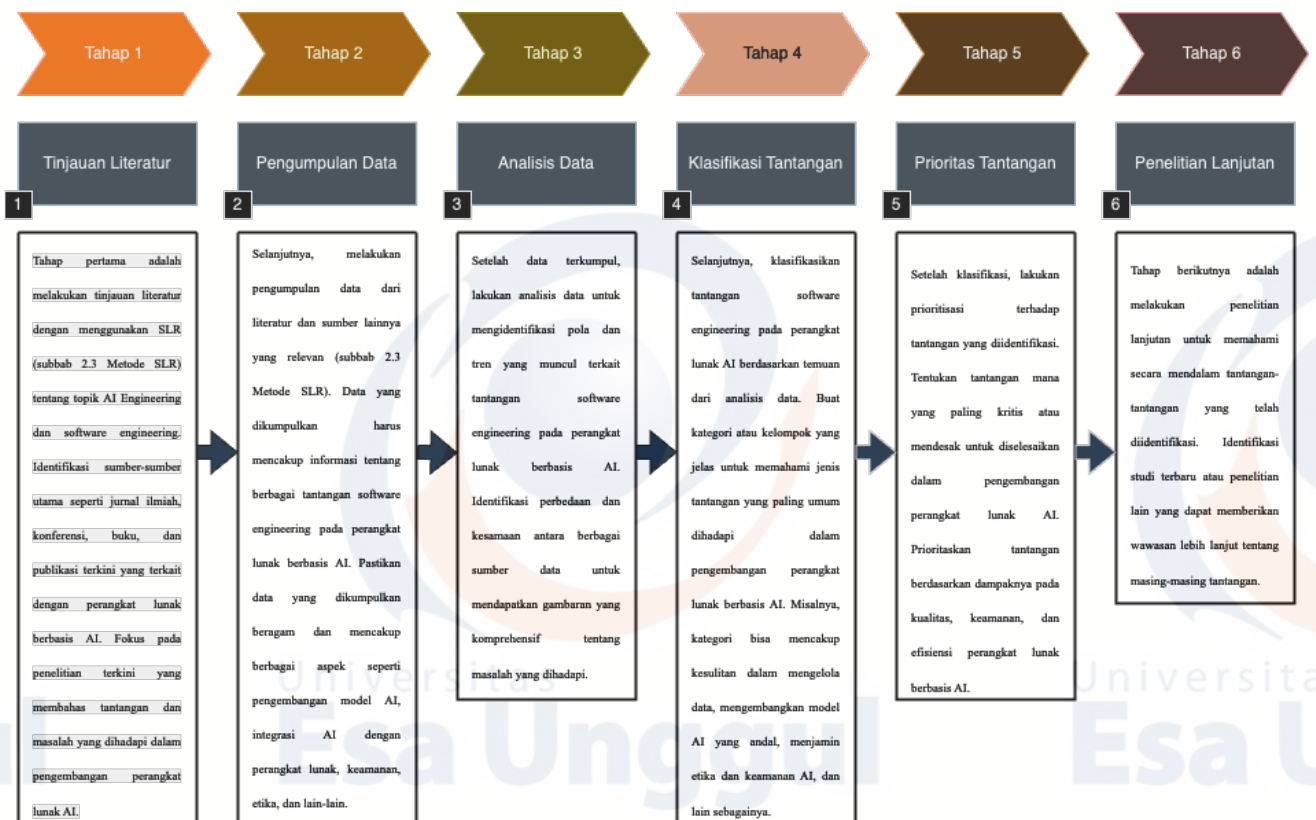 Tahap 1
Tahap 2
Tahap 3
Tahap 4
Tahap 5
Tahap 6
Tinjauan Literatur
Pengumpulan Data
Analisis Data
Klasifikasi Tantangan
Prioritas Tantangan
Penelitian Lanjutan
1
2
3
4
5
6
Tahap pertama adalah
melakukan tinjauan literatur
dengan menggunakan SLR
(subbab 2.3 Metode SLR)
tentang topik AI Engineering
dan software engineering.
Identifikasi sumber-sumber
utama seperti jurnal ilmiah,
konferensi, buku, dan
publikasi terkini yang terkait
dengan perangkat lunak
berbasis AI. Fokus pada
penelitian terkini yang
membahas tantangan dan
masalah yang dihadapi dalam
pengembangan perangkat
lunak AI.
Selanjutnya, melakukan
pengumpulan data dari
literatur dan sumber lainnya
yang relevan (subbab 2.3
Metode SLR). Data yang
dikumpulkan harus
mencakup informasi tentang
berbagai tantangan software
engineering pada perangkat
lunak berbasis AI. Pastikan
data yang dikumpulkan
beragam dan mencakup
berbagai aspek seperti
pengembangan model AI,
integrasi AI dengan
perangkat lunak, keamanan,
etika, dan lain-lain.
Setelah data terkumpul,
lakukan analisis data untuk
mengidentifikasi pola dan
tren yang muncul terkait
tantangan software
engineering pada perangkat
lunak berbasis AI.
Identifikasi perbedaan dan
kesamaan antara berbagai
sumber data untuk
mendapatkan gambaran yang
komprehensif tentang
masalah yang dihadapi.
Selanjutnya, klasifikasikan
tantangan software
engineering pada perangkat
lunak AI berdasarkan temuan
dari analisis data. Buat
kategori atau kelompok yang
jelas untuk memahami jenis
tantangan yang paling umum
dihadapi dalam
pengembangan perangkat
lunak berbasis AI. Misalnya,
kategori bisa mencakup
kesulitan dalam mengelola
data, mengembangkan model
AI yang andal, menjamin
etika dan keamanan AI, dan
lain sebagainya.
Setelah klasifikasi, lakukan
prioritisasi terhadap
tantangan yang diidentifikasi.
Tentukan tantangan mana
yang paling kritis atau
mendesak untuk diselesaikan
dalam pengembangan
perangkat lunak AI.
Prioritaskan tantangan
berdasarkan dampaknya pada
kualitas, keamanan, dan
efisiensi perangkat lunak
berbasis AI.
Tahap berikutnya adalah
melakukan penelitian
lanjutan untuk memahami
secara mendalam tantangan-
tantangan yang telah
diidentifikasi. Identifikasi
studi terbaru atau penelitian
lain yang dapat memberikan
wawasan lebih lanjut tentang
masing-masing tantangan.
Universitas
Esa Unggul
Universita
Esa U
ul